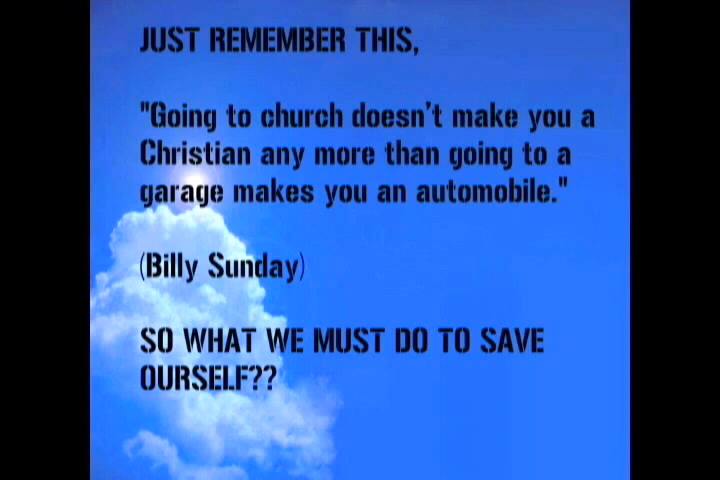 JUST REMEMBER THIS,
"Going to church doesn't make you a
Christian any more than going to a
garage makes you an automobile."
(Billy Sunday)
SO WHAT WE MUST DO TO SAVE
OURSELF??